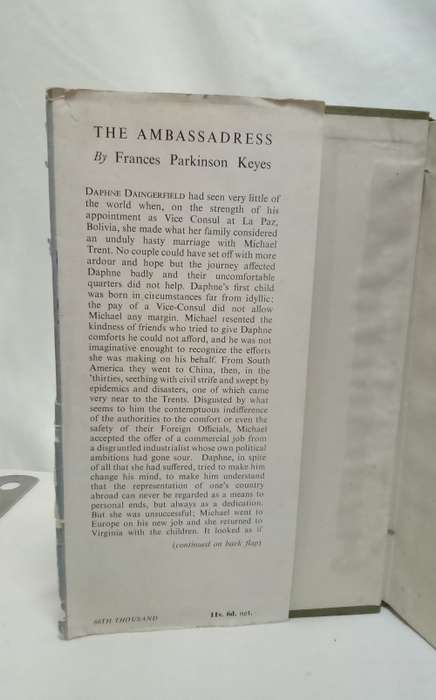 THE AMBASSADRESS
By Frances Parkinson Keyes
DAPHNE DAINGERFIELD had seen very little of
the world when, on the strength of his
appointment as Vice Consul at La Paz,
Bolivia, she made what her family considered
an unduly hasty marriage with Michael
Trent. No couple could have set off with more
ardour and hope but the journey affected
Daphne badly and their uncomfortable
quarters did not help. Daphne's first child
was born in circumstances far from idyllic;
the pay of a Vice-Consul did not allow
Michael any margin. Michael resented the
kindness of friends who tried to give Daphne
comforts he could not afford, and he was not
imaginative enought to recognize the efforts
she was making on his behalf. From South
America they went to China, then, in the
'thirties, seething with civil strife and swept by
epidemics and disasters, one of which came
very near to the Trents. Disgusted by what
seems to him the contemptuous indifference
of the authorities to the comfort or even the
safety of their Foreign Officials, Michael
accepted the offer of a commercial job from
a disgruntled industrialist whose own political
ambitions had gone sour. Daphne, in spite
of all that she had suffered, tried to make him
change his mind, to make him understand
that the representation of one's country
abroad can never be regarded as a means to
personal ends, but always as a dedication.
But she was unsuccessful; Michael went to
Europe on his new job and she returned to
Virginia with the children. It looked as if
(continued on back flap)
66TH THOUSAND 11s. 6d. net.